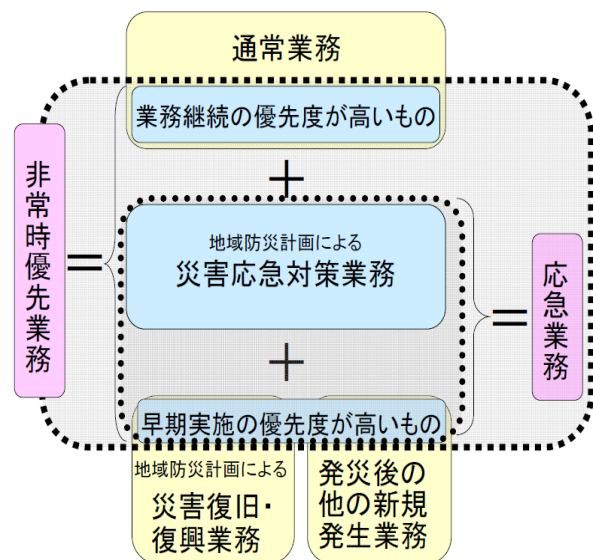 通常業務
業務継続の優先度が高いもの
＋
非常時優先業務
＝
地域防災計画による
災害応急対策業務
＝
応急業務
＋
早期実施の優先度が高いもの
地域防災計画による
災害復旧・
復興業務
発災後の
他の新規
発生業務